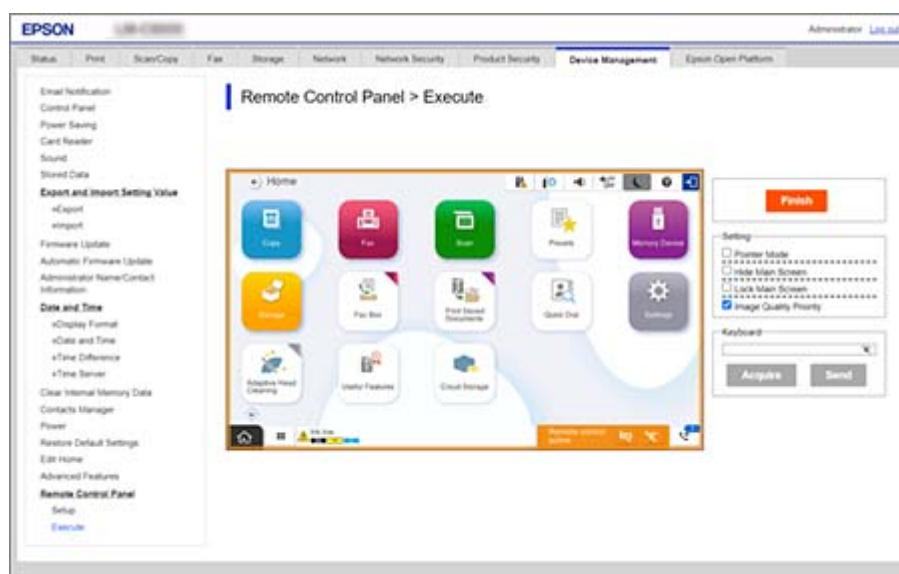 EPSON
Administrator Log out
Status Print Scan/Copy Fax Storage Network Network Security Product Security Device Management Epson Open Platform
Email Notification
Control Panel
Power Saving
Card Reader
Sound
Stored Data
Export and Import Setting Value
»Export
»Import
Firmware Update
Automatic Firmware Update
Administrator Name/Contact
Information
Date and Time
»Display Format
»Date and Time
»Time Difference
»Time Server
Clear Internal Memory Data
Contacts Manager
Power
Restore Default Settings
Edit Home
Advanced Features
Remote Control Panel
Setup
Execute
Remote Control Panel > Execute
Home
Copy
Fax
Scan
Presets
Memory Device
Storage
Fax Box
Print Saved
Documents
Quick Dial
Settings
Adaptive Head
Cleaning
Useful Features
Cloud Storage
Remote control
active
Finish
Setting
Pointer Mode
Hide Main Screen
Lock Main Screen
Image Quality Priority
Keyboard
Acquire Send